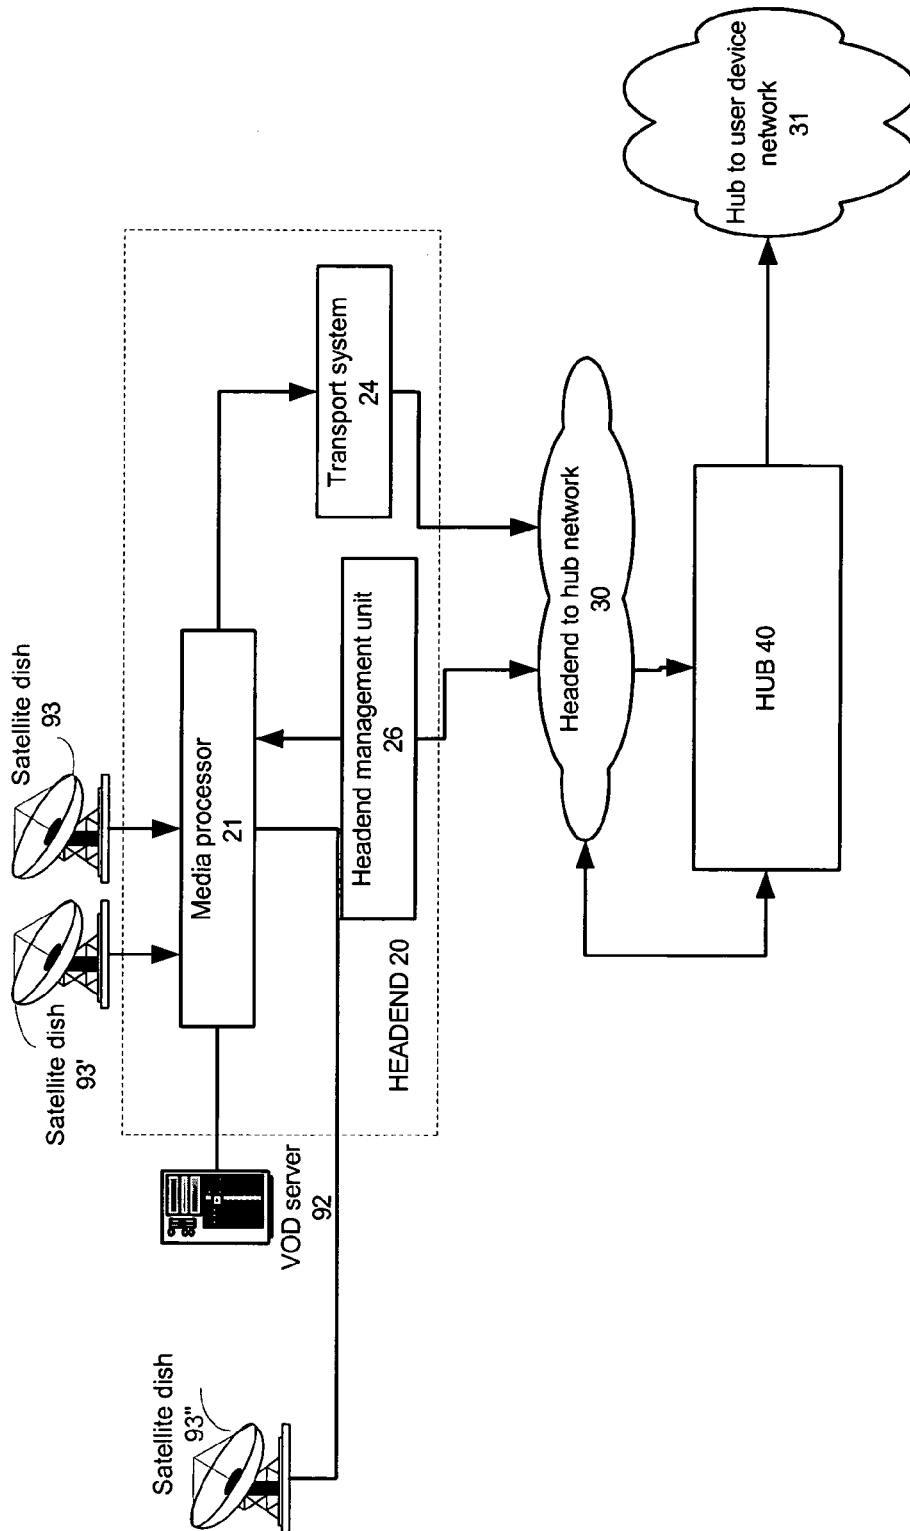 Satellite dish
93"
VOD server
92
Satellite dish
93'
Satellite dish
93
Media processor
21
Headend management unit
26
Transport system
24
HEADEND 20
Headend to hub network
30
HUB 40
Hub to user device
network
31